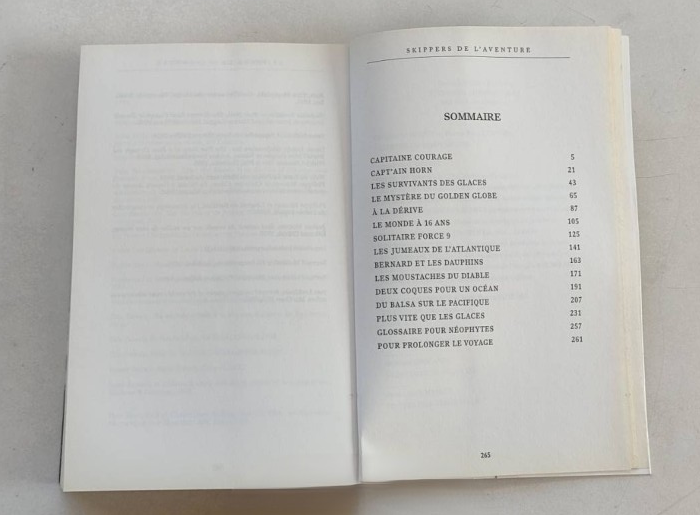 SKIPPERS DE L'AVENTURE
SOMMAIRE
CAPITAINE COURAGE 5
CAPT'AIN HORN 21
LES SURVIVANTS DES GLACES 43
LE MYSTÈRE DU GOLDEN GLOBE 65
À LA DÉRIVE 87
LE MONDE À 16 ANS 105
SOLITAIRE FORCE 9 125
LES JUMEAUX DE L'ATLANTIQUE 141
BERNARD ET LES DAUPHINS 163
LES MOUSTACHES DU DIABLE 171
DEUX COQUES POUR UN OCÉAN 191
DU BALSA SUR LE PACIFIQUE 207
PLUS VITE QUE LES GLACES 231
GLOSSAIRE POUR NÉOPHYTES 257
POUR PROLONGER LE VOYAGE 261
265